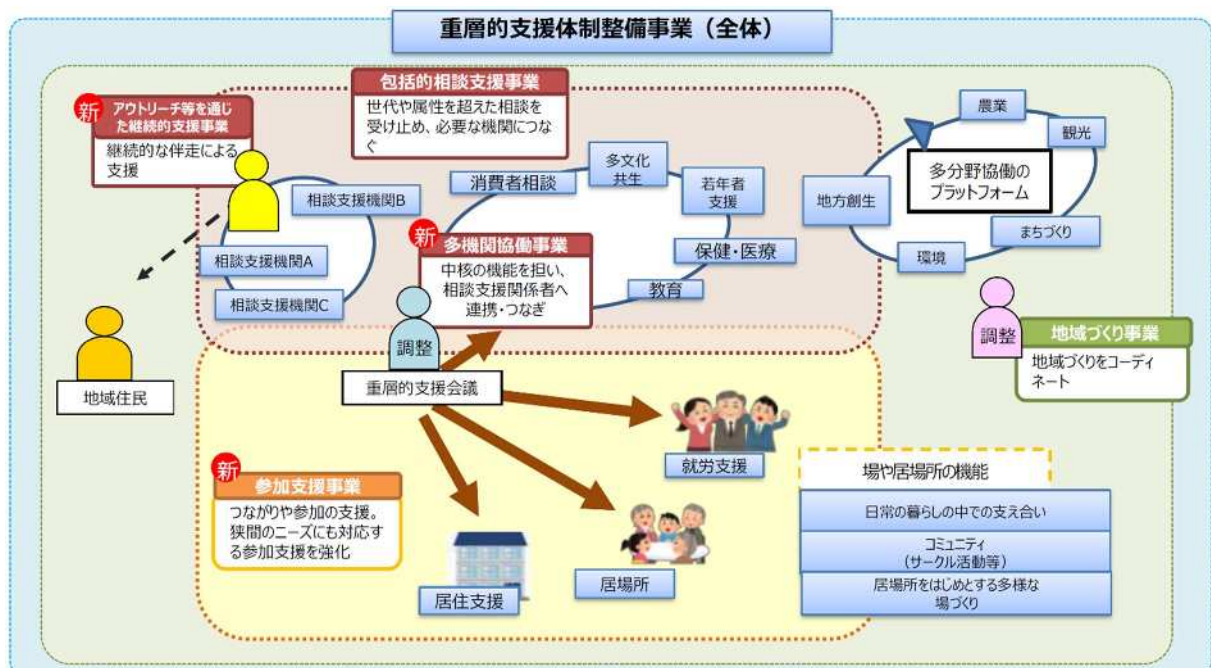 重層的支援体制整備事業（全体）
新
アウトリーチ等を通じ
た継続的支援事業
継続的な伴走による
支援
包括的相談支援事業
世代や属性を超えた相談を
受け止め、必要な機関につな
ぐ
相談支援機関B
相談支援機関A
相談支援機関C
消費者相談
多文化
共生
若年者
支援
保健・医療
教育
新
多機関協働事業
中核の機能を担い、
相談支援関係者へ
連携・つなぎ
調整
重層的支援会議
農業
観光
多分野協働の
プラットフォーム
地方創生
まちづくり
環境
調整
地域づくり事業
地域づくりをコーディ
ネート
地域住民
新
参加支援事業
つながりや参加の支援。
狭間のニーズにも対応す
る参加支援を強化
就労支援
居場所
居住支援
場や居場所の機能
日常の暮らしの中での支え合い
コミュニティ
（サークル活動等）
居場所をはじめとする多様な
場づくり